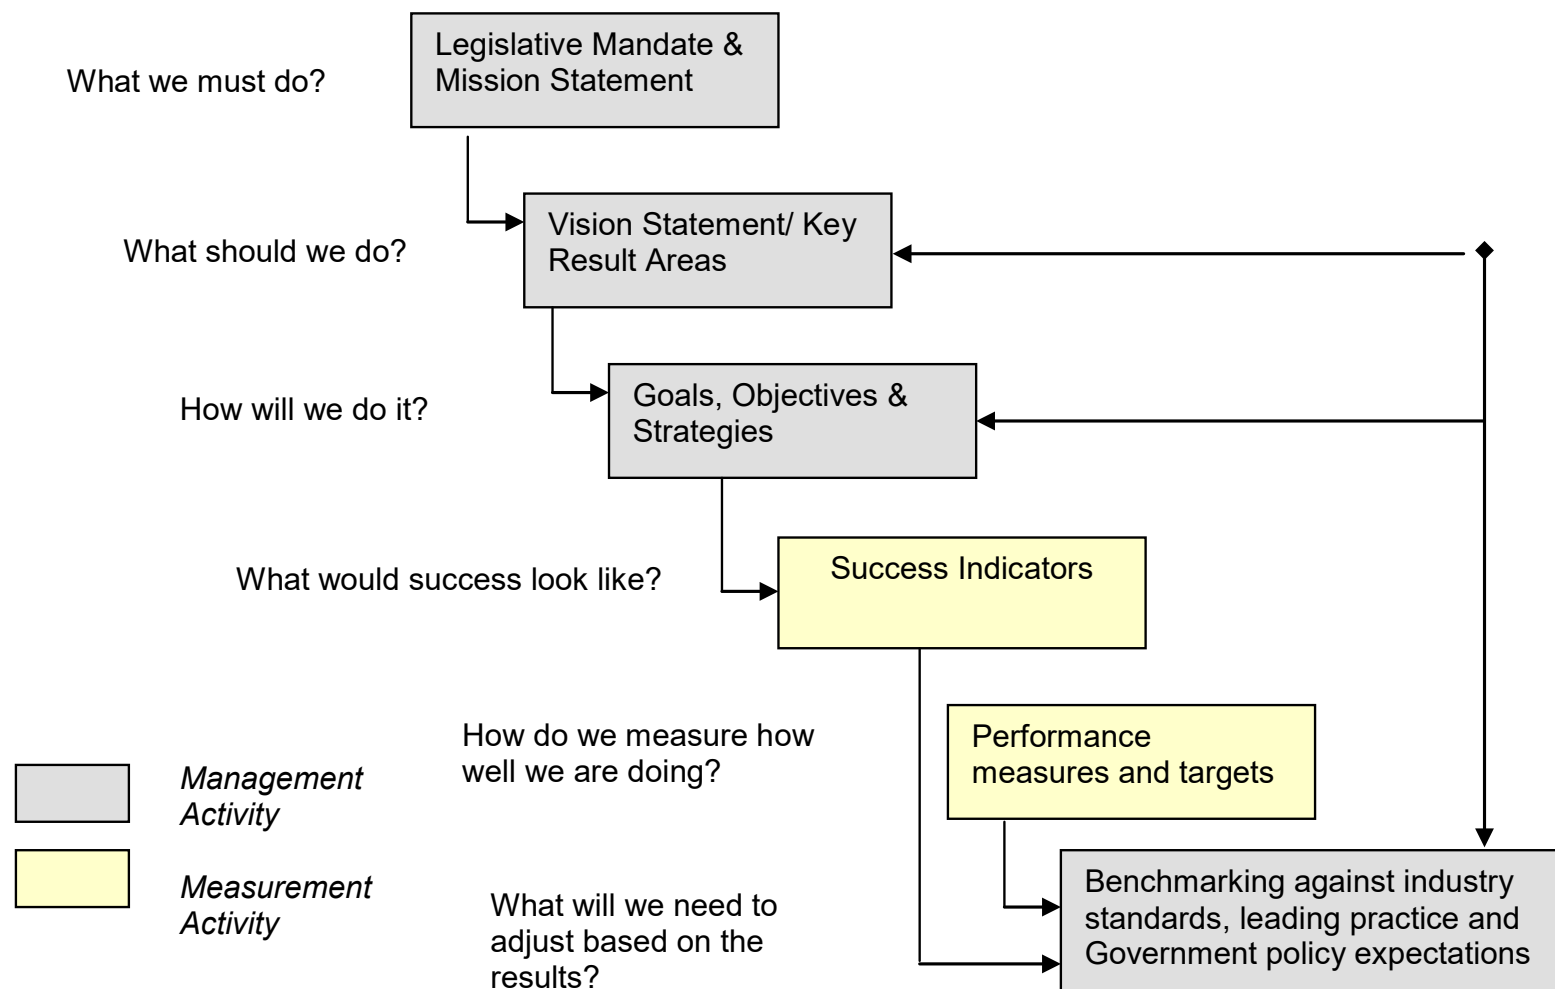 Legislative Mandate &
Mission Statement
What we must do?
Vision Statement/ Key
Result Areas
What should we do?
Goals, Objectives &
Strategies
How will we do it?
Success Indicators
What would success look like?
How do we measure how
well we are doing?
Performance
measures and targets
Management
Activity
Measurement
Activity
What will we need to
adjust based on the
results?
Benchmarking against industry
standards, leading practice and
Government policy expectations